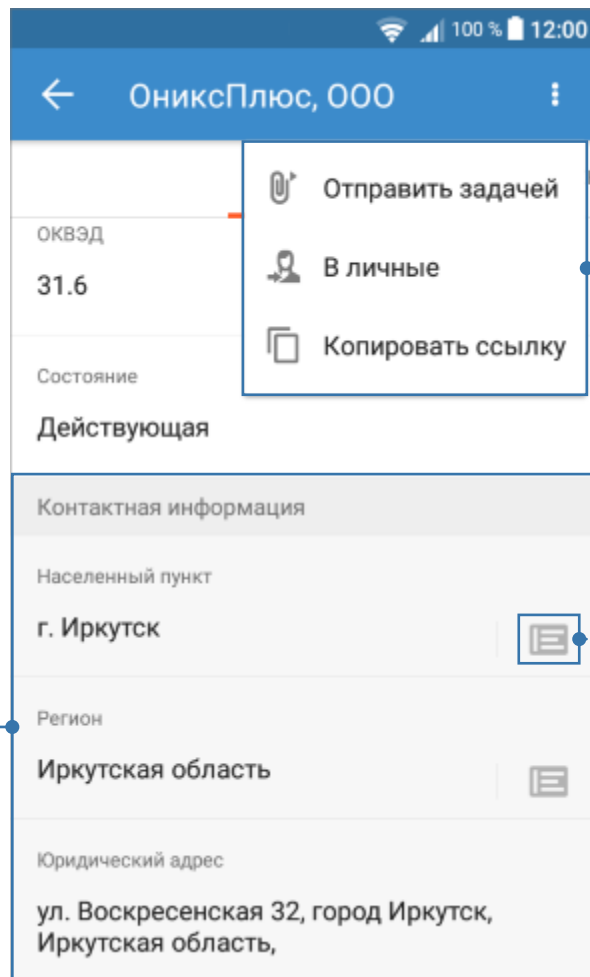 100 % 12:00
ОниксПлюс, ООО
Отправить задачей
ОКВЭД
В личные
31.6
Копировать ссылку
Состояние
Действующая
Контактная информация
Населенный пункт
г. Иркутск
Регион
Иркутская область
Юридический адрес
ул. Воскресенская 32, город Иркутск,
Иркутская область,